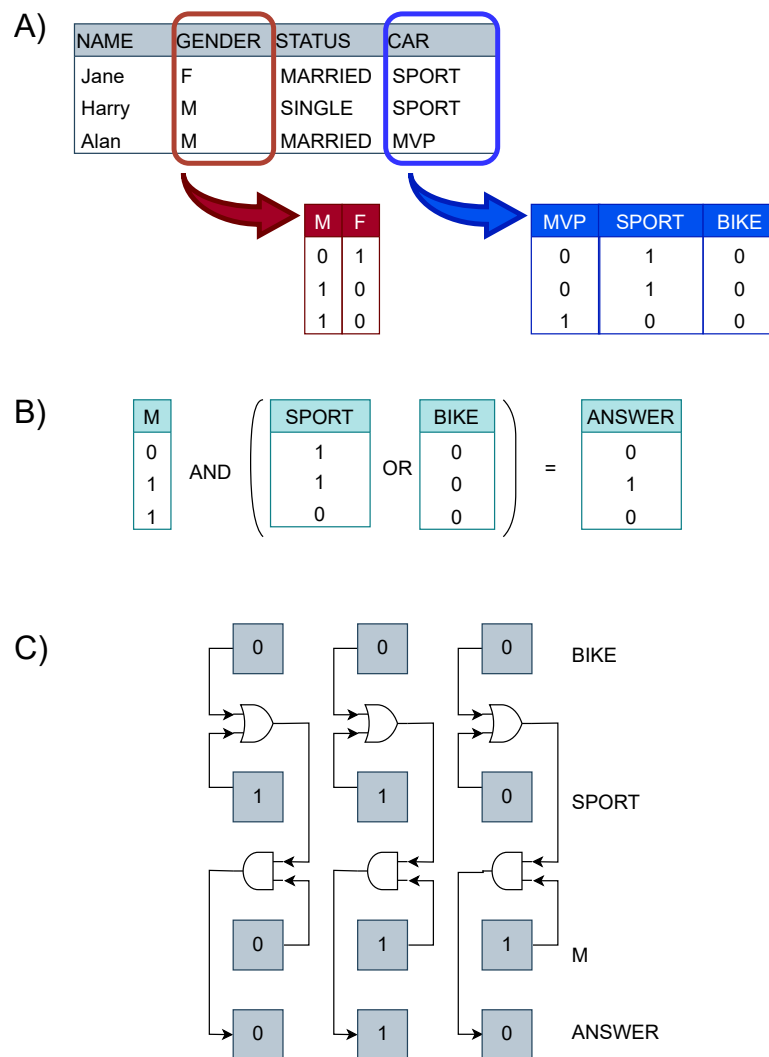 A)
NAME GENDER STATUS CAR
Jane F MARRIED SPORT
Harry M SINGLE SPORT
Alan M MARRIED MVP
M F MVP SPORT BIKE
0 1 0 1 0
1 0 0 1 0
1 0 1 0 0
B)
M SPORT BIKE ANSWER
0 1 0 0
1 AND 1 OR 0 = 1
1 0 0 0
C)
0 0 0 BIKE
1 1 0 SPORT
0 1 1 M
0 1 0 ANSWER